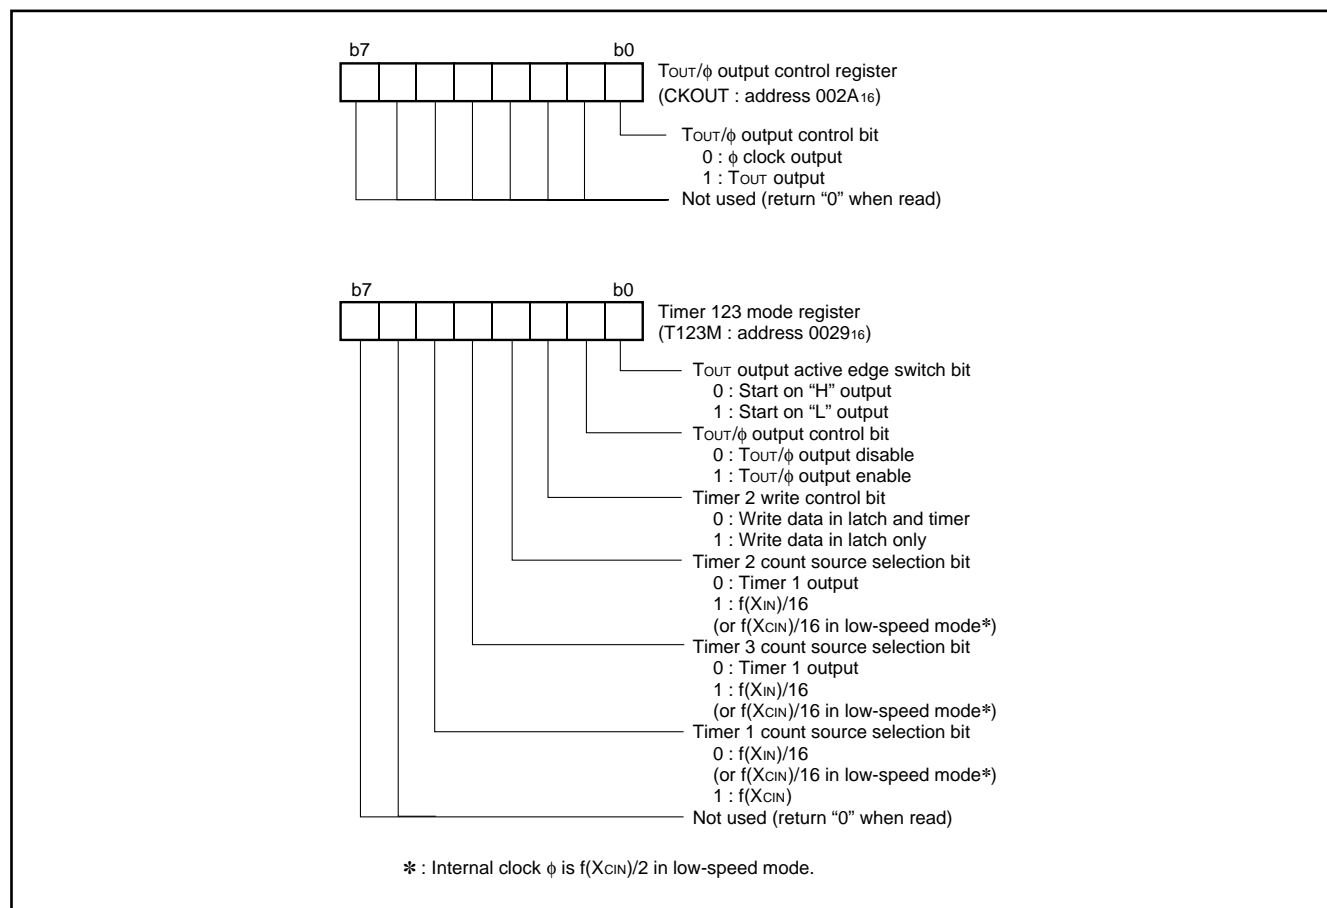 b7 b0
TOUT/φ output control register
(CKOUT : address 002A16)
TOUT/φ output control bit
0 : φ clock output
1 : TOUT output
Not used (return “0” when read)
b7 b0
Timer 123 mode register
(T123M : address 002916)
TOUT output active edge switch bit
0 : Start on “H” output
1 : Start on “L” output
TOUT/φ output control bit
0 : TOUT/φ output disable
1 : TOUT/φ output enable
Timer 2 write control bit
0 : Write data in latch and timer
1 : Write data in latch only
Timer 2 count source selection bit
0 : Timer 1 output
1 : f(XIN)/16
(or f(XCIN)/16 in low-speed mode✻)
Timer 3 count source selection bit
0 : Timer 1 output
1 : f(XIN)/16
(or f(XCIN)/16 in low-speed mode✻)
Timer 1 count source selection bit
0 : f(XIN)/16
(or f(XCIN)/16 in low-speed mode✻)
1 : f(XCIN)
Not used (return “0” when read)
✻ : Internal clock φ is f(XCIN)/2 in low-speed mode.